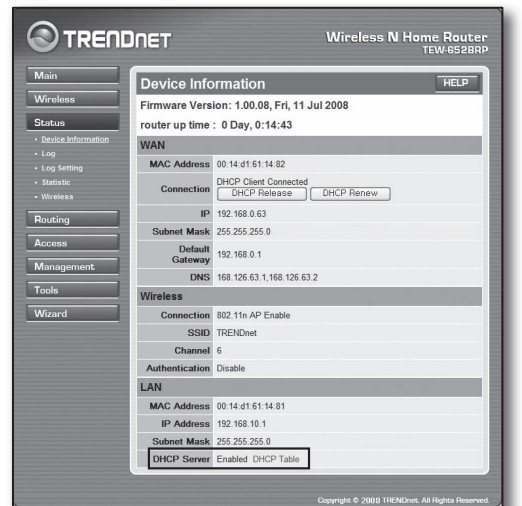 TRENDNET
Wireless N Home Router
TEW-652BRP
Main
Wireless
Status
• Device Information
• Log
• Log Setting
• Statistic
• Wireless
Routing
Access
Management
Tools
Wizard
Device Information
HELP
Firmware Version: 1.00.08, Fri, 11 Jul 2008
router up time : 0 Day, 0:14:43
WAN
MAC Address 00:14:d1:61:14:82
Connection DHCP Client Connected
DHCP Release DHCP Renew
IP 192.168.0.63
Subnet Mask 255.255.255.0
Default Gateway 192.168.0.1
DNS 168.126.63.1,168.126.63.2
Wireless
Connection 802.11n AP Enable
SSID TRENDnet
Channel 6
Authentication Disable
LAN
MAC Address 00:14:d1:61:14:81
IP Address 192.168.10.1
Subnet Mask 255.255.255.0
DHCP Server Enabled DHCP Table
Copyright © 2008 TRENDnet. All Rights Reserved.